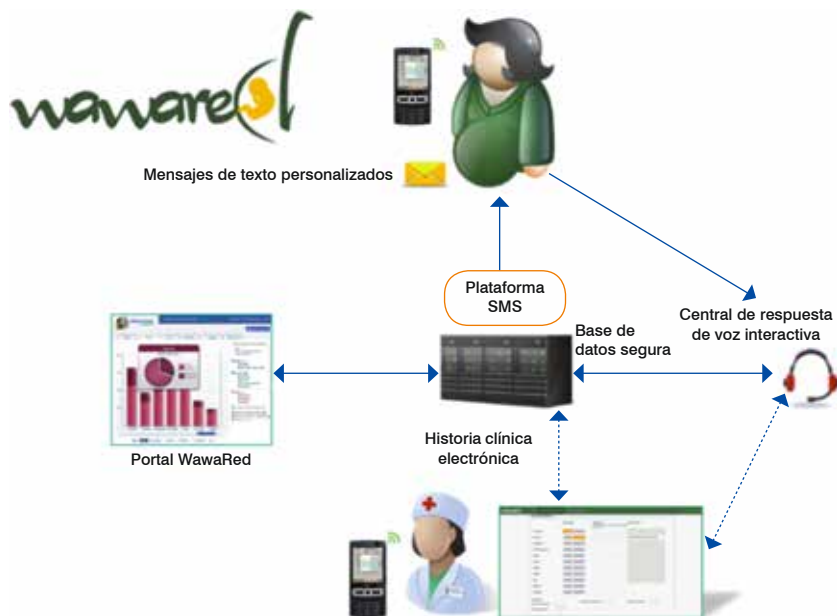 wawared
Mensajes de texto personalizados
Plataforma
SMS
Base de
datos segura
Central de respuesta
de voz interactiva
Portal WawaRed
Historia clínica
electrónica